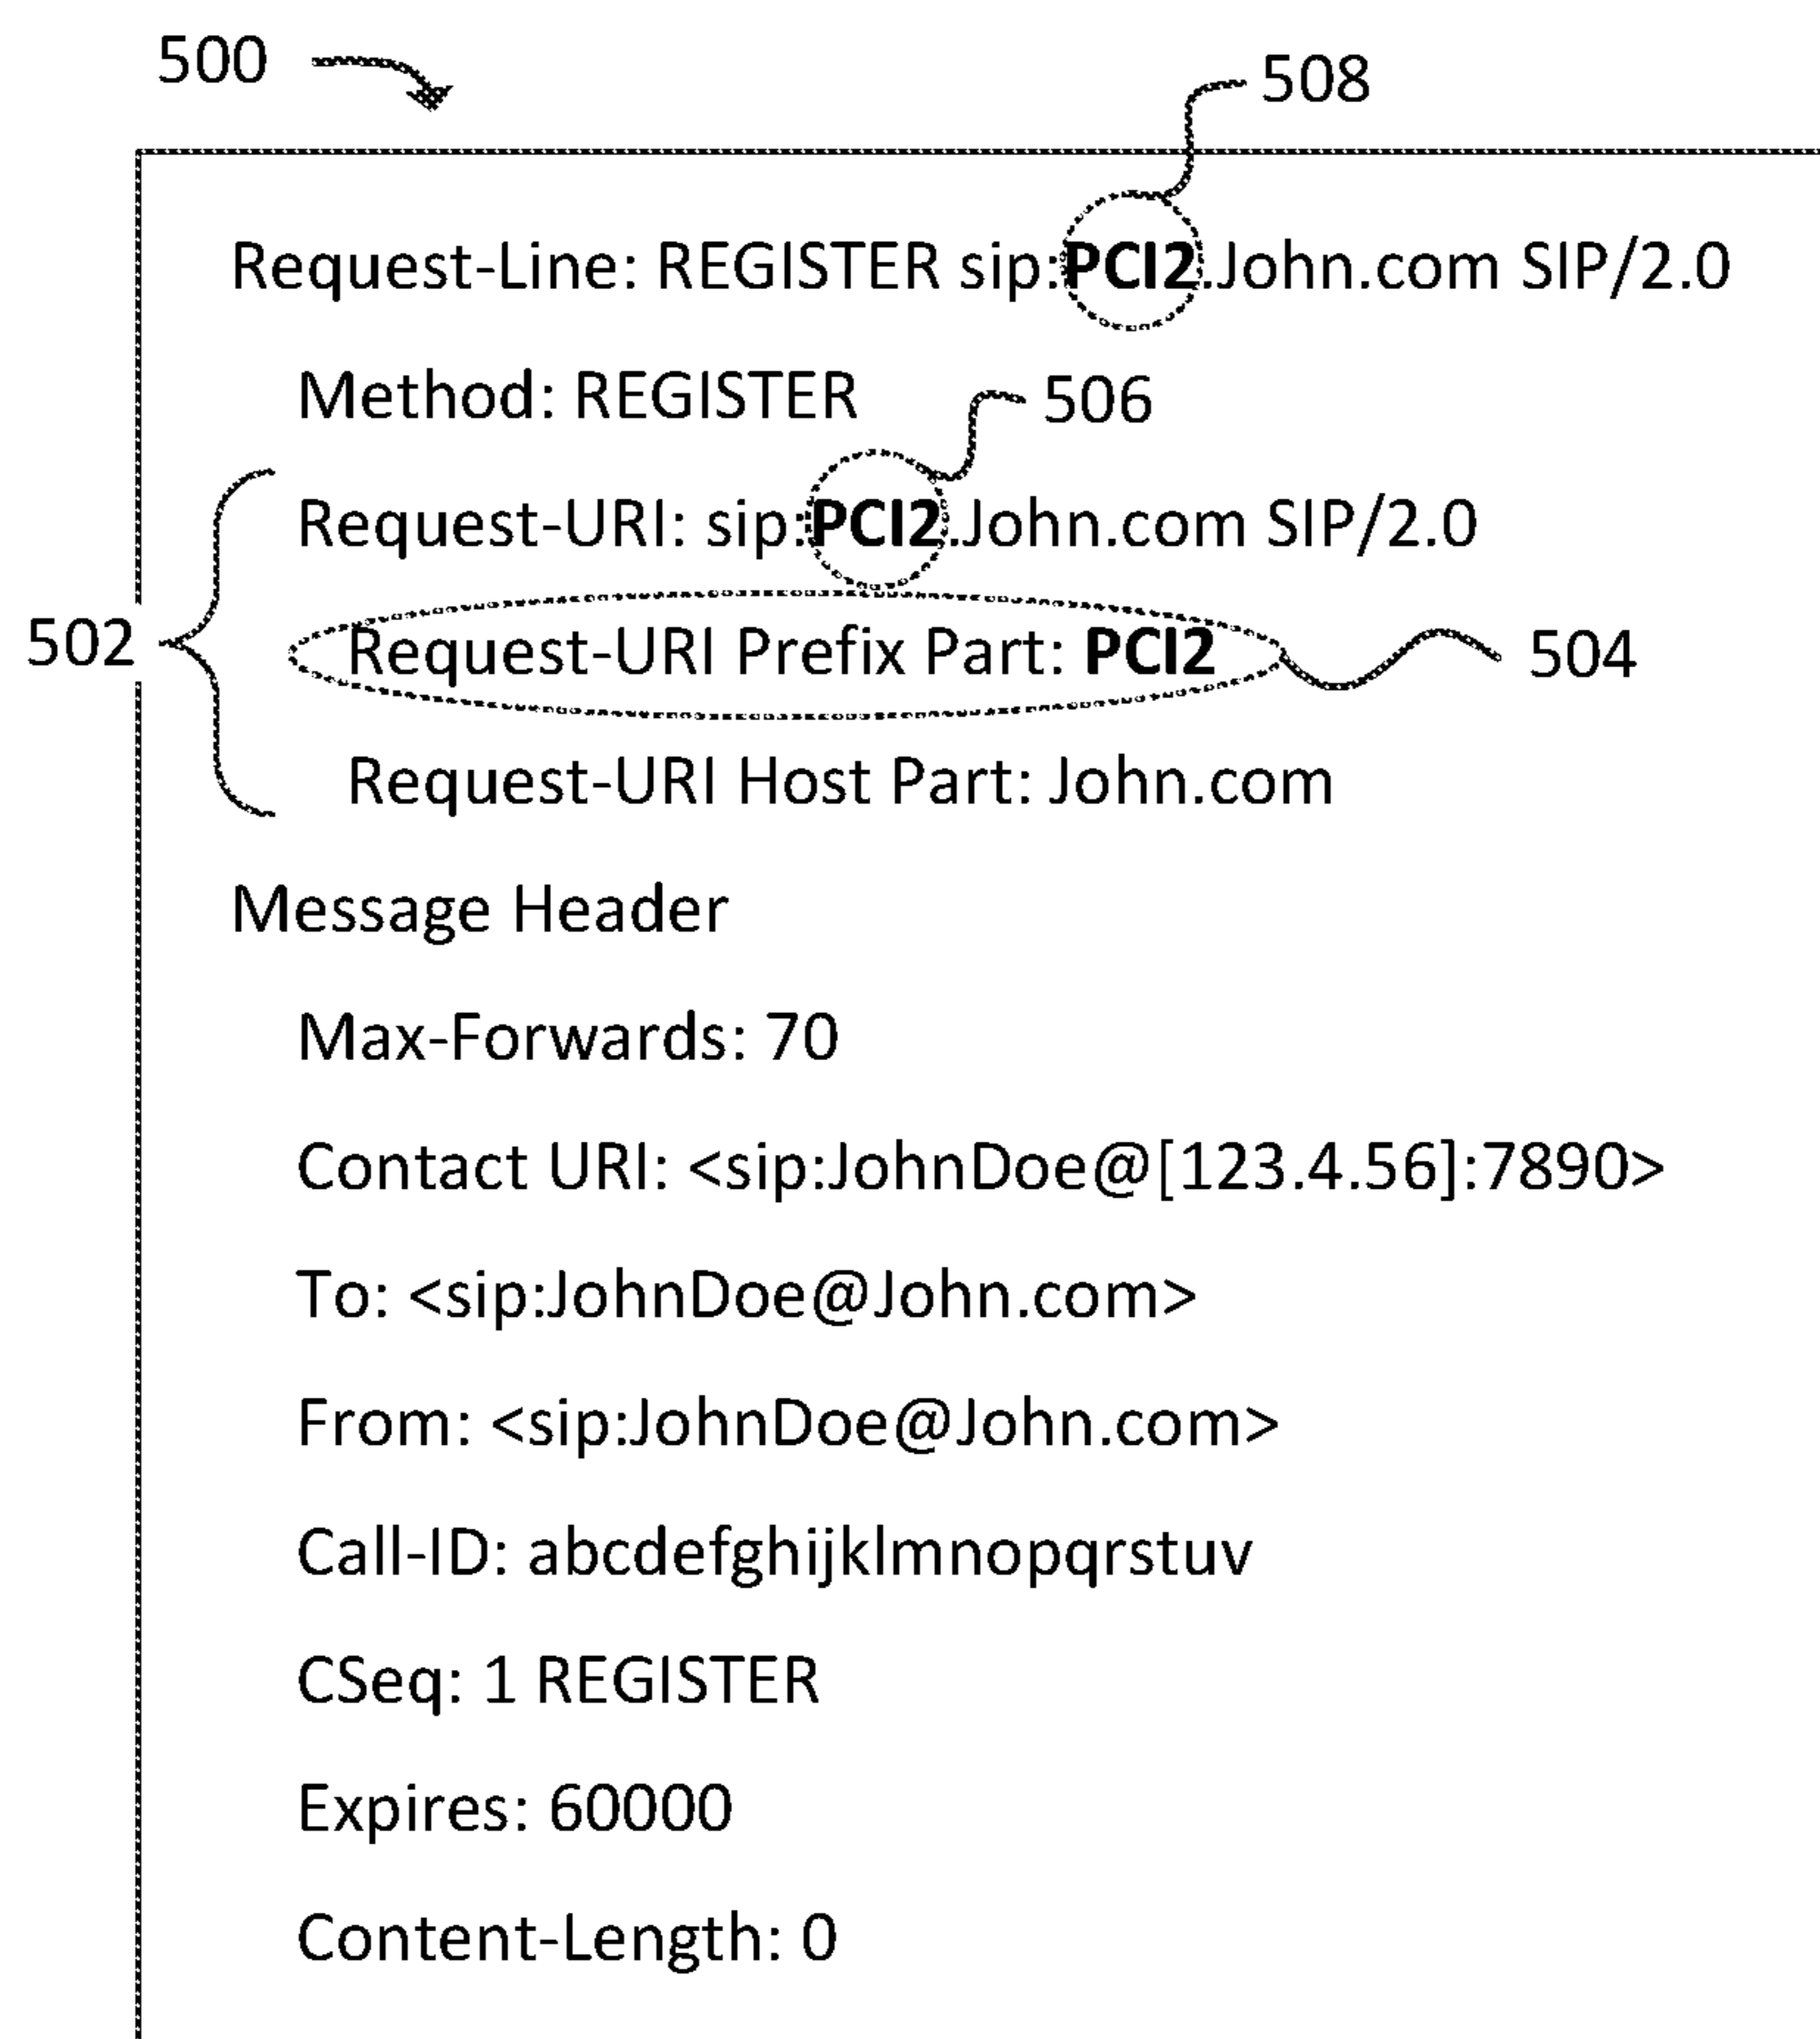 500
508
Request-Line: REGISTER sip:PCI2.John.com SIP/2.0
Method: REGISTER
506
Request-URI: sip:PCI2.John.com SIP/2.0
502
Request-URI Prefix Part: PCI2
504
Request-URI Host Part: John.com
Message Header
Max-Forwards: 70
Contact URI: <sip:JohnDoe@[123.4.56]:7890>
To: <sip:JohnDoe@John.com>
From: <sip:JohnDoe@John.com>
Call-ID: abcdefghijklmnopqrstuv
CSeq: 1 REGISTER
Expires: 60000
Content-Length: 0